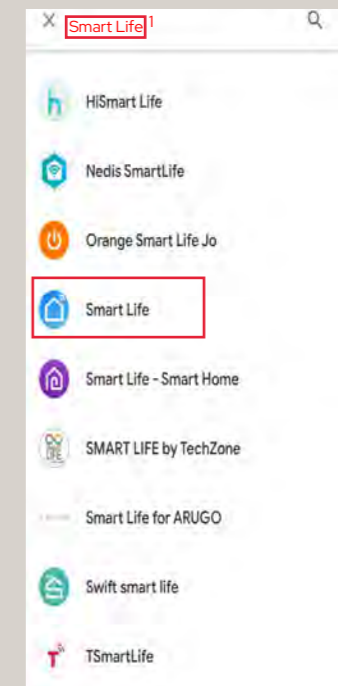 Smart Life 1
HiSmart Life
Nedis SmartLife
Orange Smart Life Jo
Smart Life
Smart Life - Smart Home
SMART LIFE by TechZone
Smart Life for ARUGO
Swift smart life
TSmartLife